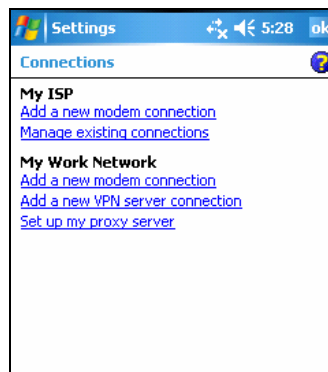 Settings 5:28 ok
Connections ?
My ISP
Add a new modem connection
Manage existing connections
My Work Network
Add a new modem connection
Add a new VPN server connection
Set up my proxy server